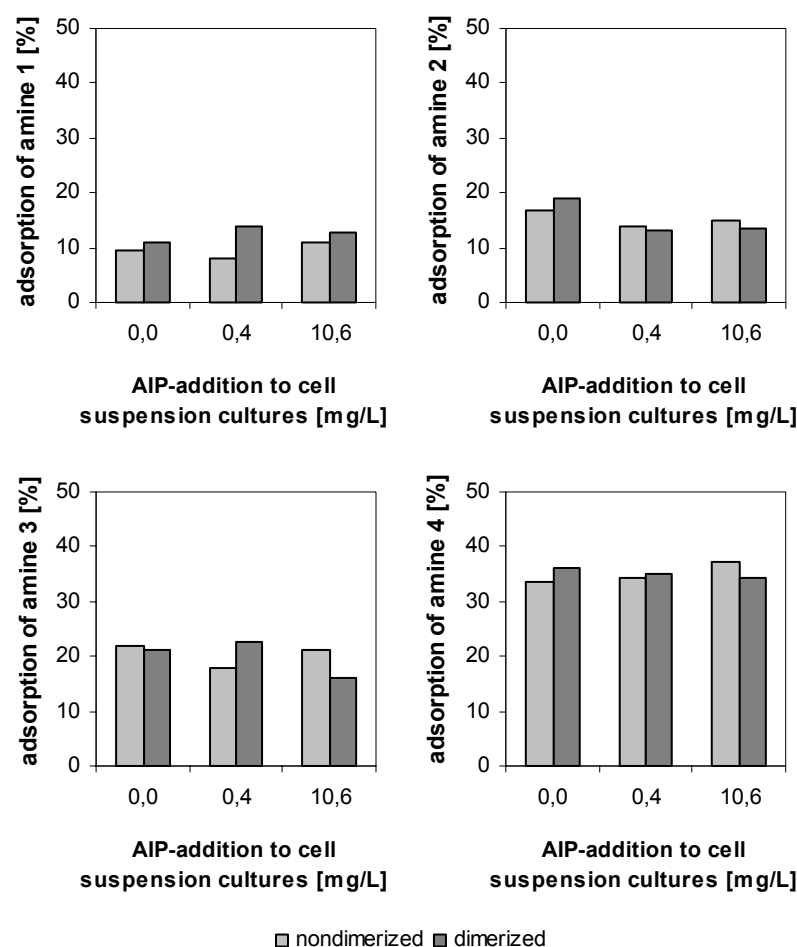 adsorption of amine 1 [%]
50
40
30
20
10
0
0,0 0,4 10,6
AIP-addition to cell
suspension cultures [mg/L]
adsorption of amine 2 [%]
50
40
30
20
10
0
0,0 0,4 10,6
AIP-addition to cell
suspension cultures [mg/L]
adsorption of amine 3 [%]
50
40
30
20
10
0
0,0 0,4 10,6
AIP-addition to cell
suspension cultures [mg/L]
adsorption of amine 4 [%]
50
40
30
20
10
0
0,0 0,4 10,6
AIP-addition to cell
suspension cultures [mg/L]
nondimerized dimerized